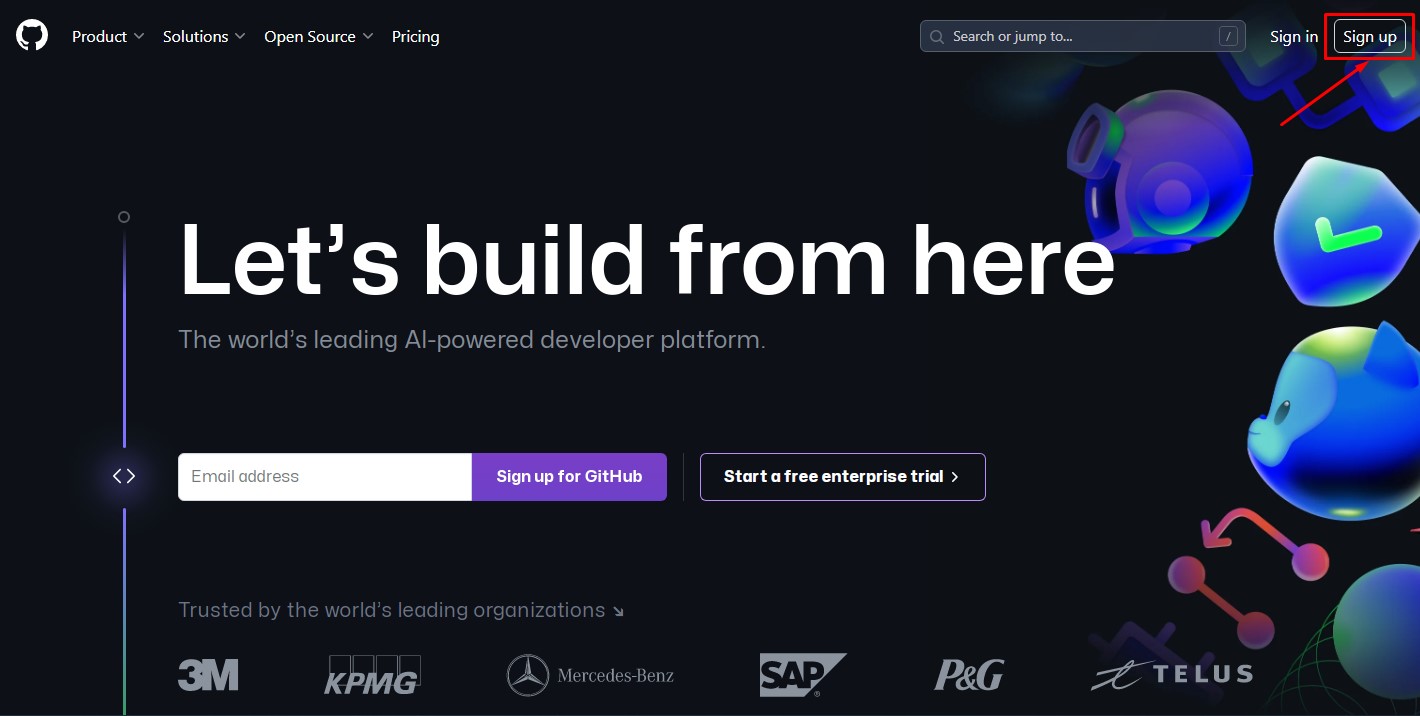 Product Solutions Open Source Pricing Search or jump to... / Sign in Sign up
Let’s build from here
The world’s leading AI-powered developer platform.
Email address Sign up for GitHub Start a free enterprise trial
Trusted by the world’s leading organizations
3M KPMG Mercedes-Benz SAP® P&G TELUS